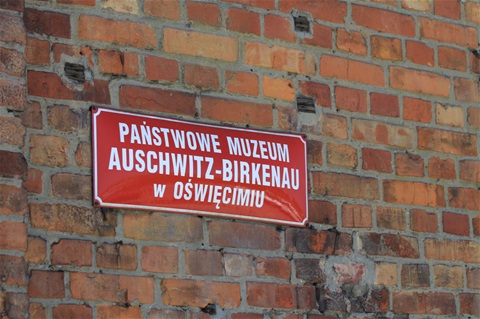 PAŃSTWOWE MUZEUM
AUSCHWITZ-BIRKENAU
w OŚWIĘCIMIU